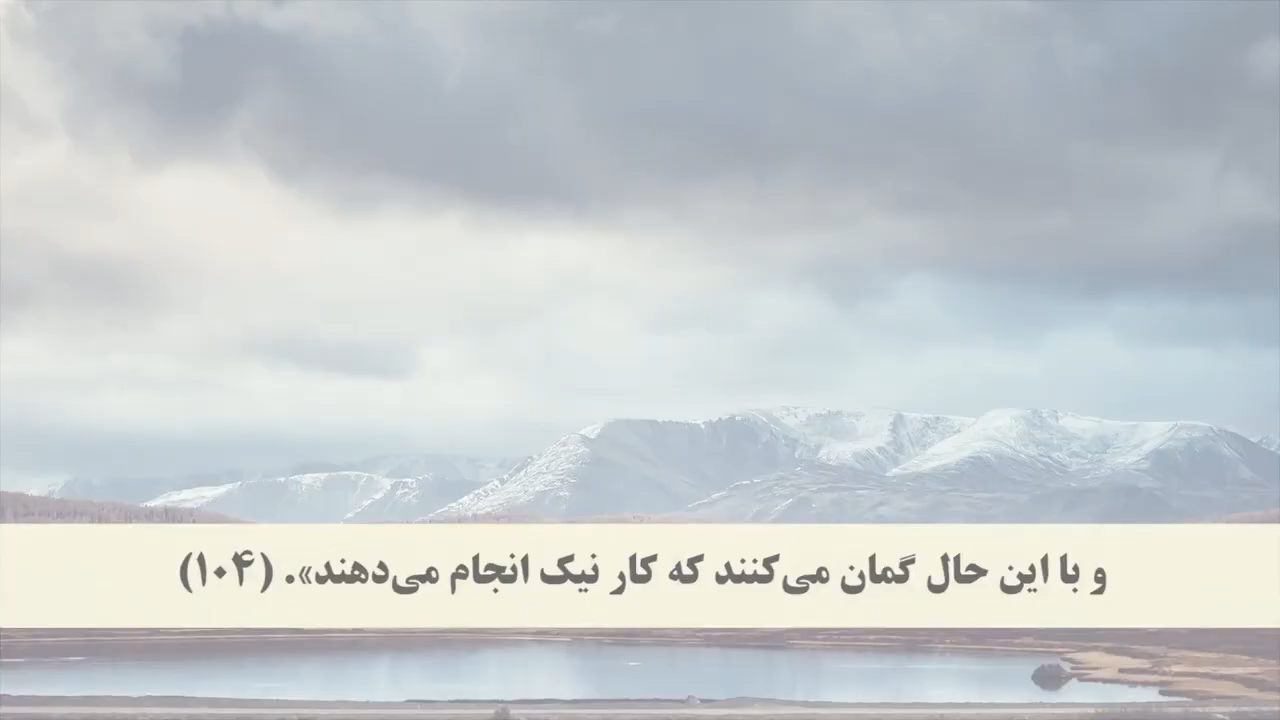 و با این حال گمان می‌کنند که کار نیک انجام می‌دهند». (۱۰۴)